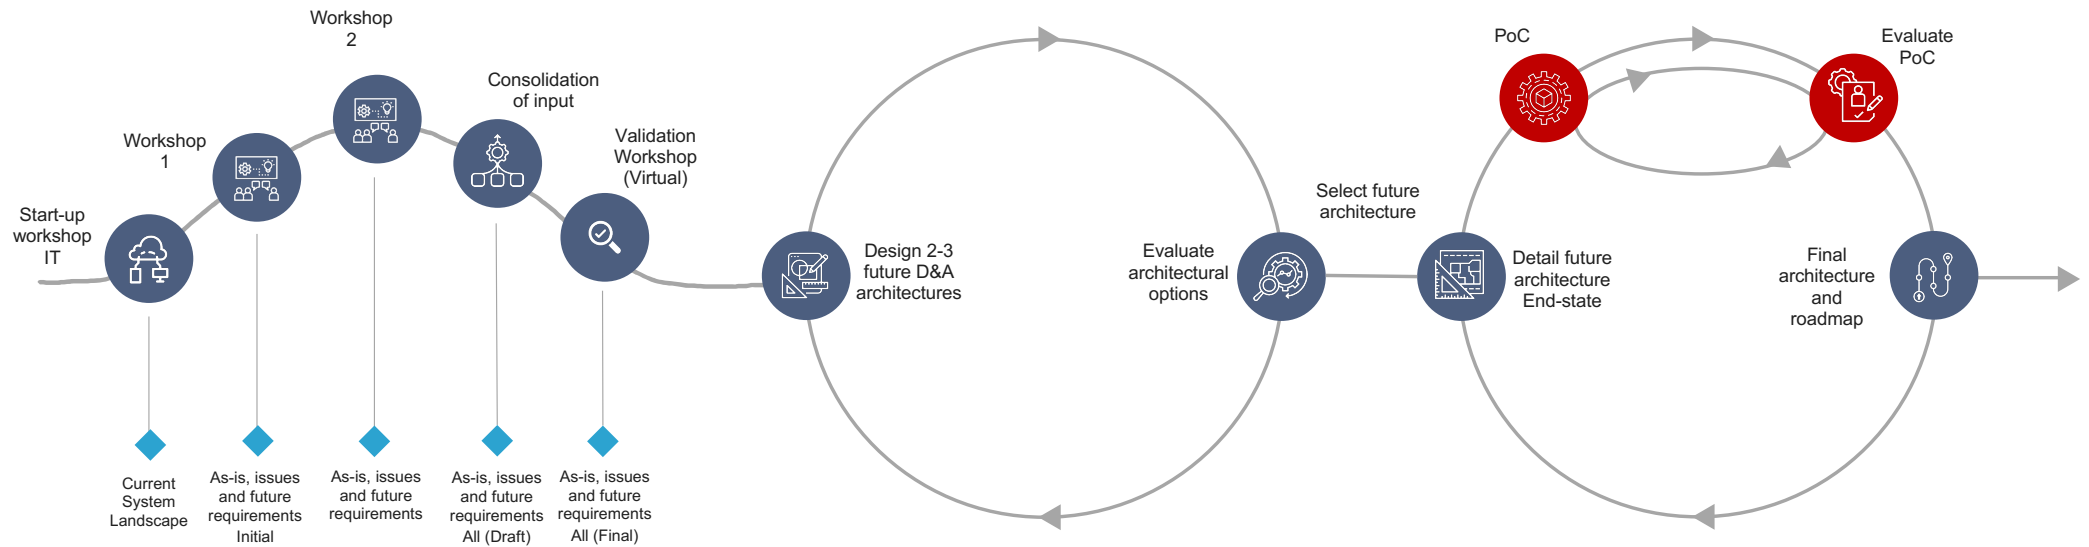 Start-up
workshop
IT
Workshop
1
Workshop
2
Consolidation
of input
Validation
Workshop
(Virtual)
Current
System
Landscape
As-is, issues
and future
requirements
Initial
As-is, issues
and future
requirements
As-is, issues
and future
requirements
All (Draft)
As-is, issues
and future
requirements
All (Final)
Design 2-3
future D&A
architectures
Evaluate
architectural
options
Select future
architecture
Detail future
architecture
End-state
PoC
Evaluate
PoC
Final
architecture
and
roadmap